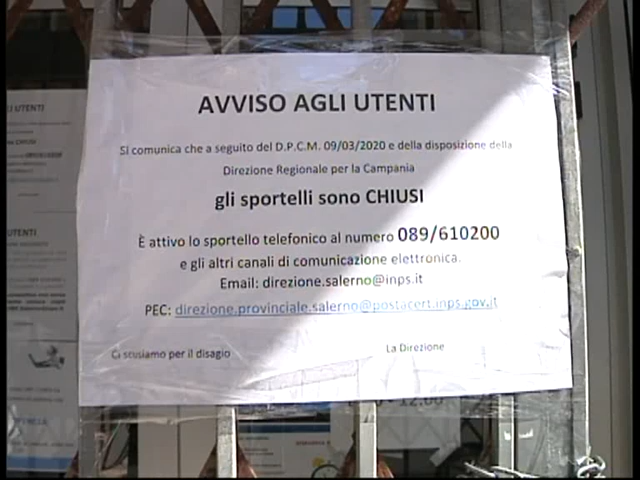 AVVISO AGLI UTENTI
Si comunica che a seguito del D.P.C.M. 09/03/2020 e della disposizione della
Direzione Regionale per la Campania
gli sportelli sono CHIUSI
È attivo lo sportello telefonico al numero 089/610200
e gli altri canali di comunicazione elettronica.
Email: direzione.salerno@inps.it
PEC: direzione.provinciale.salerno@postacert.inps.gov.it
Ci scusiamo per il disagio
La Direzione
UTENTI
UTENTI